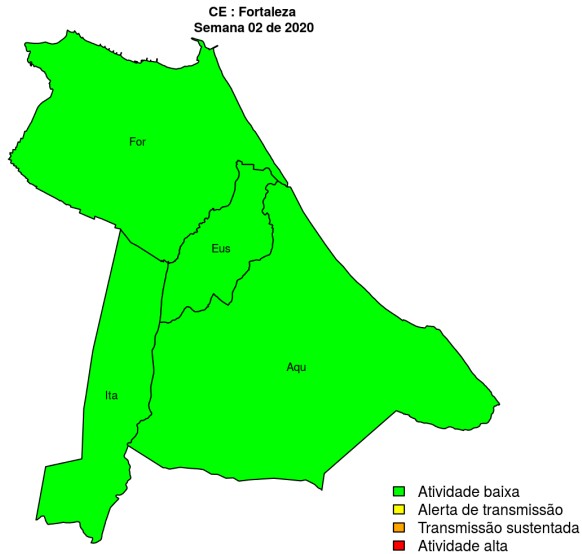 CE : Fortaleza
Semana 02 de 2020
For
Eus
Aqu
Ita
Atividade baixa
Alerta de transmissão
Transmissão sustentada
Atividade alta